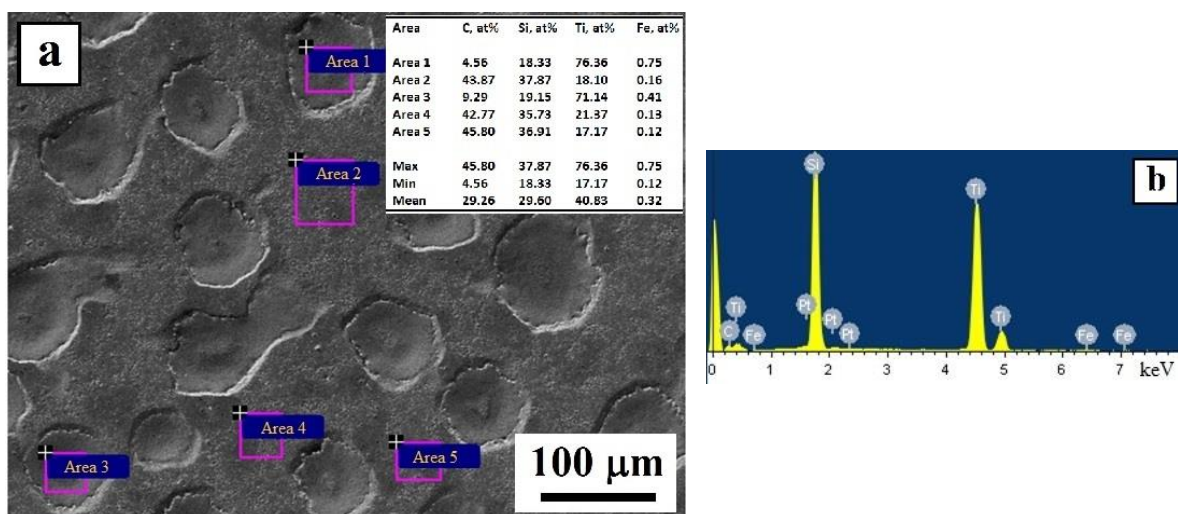 a
Area C, at% Si, at% Ti, at% Fe, at%
Area 1 4.56 18.33 76.36 0.75
Area 2 43.87 37.87 18.10 0.16
Area 3 9.29 19.15 71.14 0.41
Area 4 42.77 35.73 21.37 0.13
Area 5 45.80 36.91 17.17 0.12
Max 45.80 37.87 76.36 0.75
Min 4.56 18.33 17.17 0.12
Mean 29.26 29.60 40.83 0.32
Area 1
Area 2
Area 3
Area 4
Area 5
100 μm
b
Si
Ti
Ti
C
Fe
Pt
Pt
Pt
Ti
Fe
Fe
0 1 2 3 4 5 6 7 keV